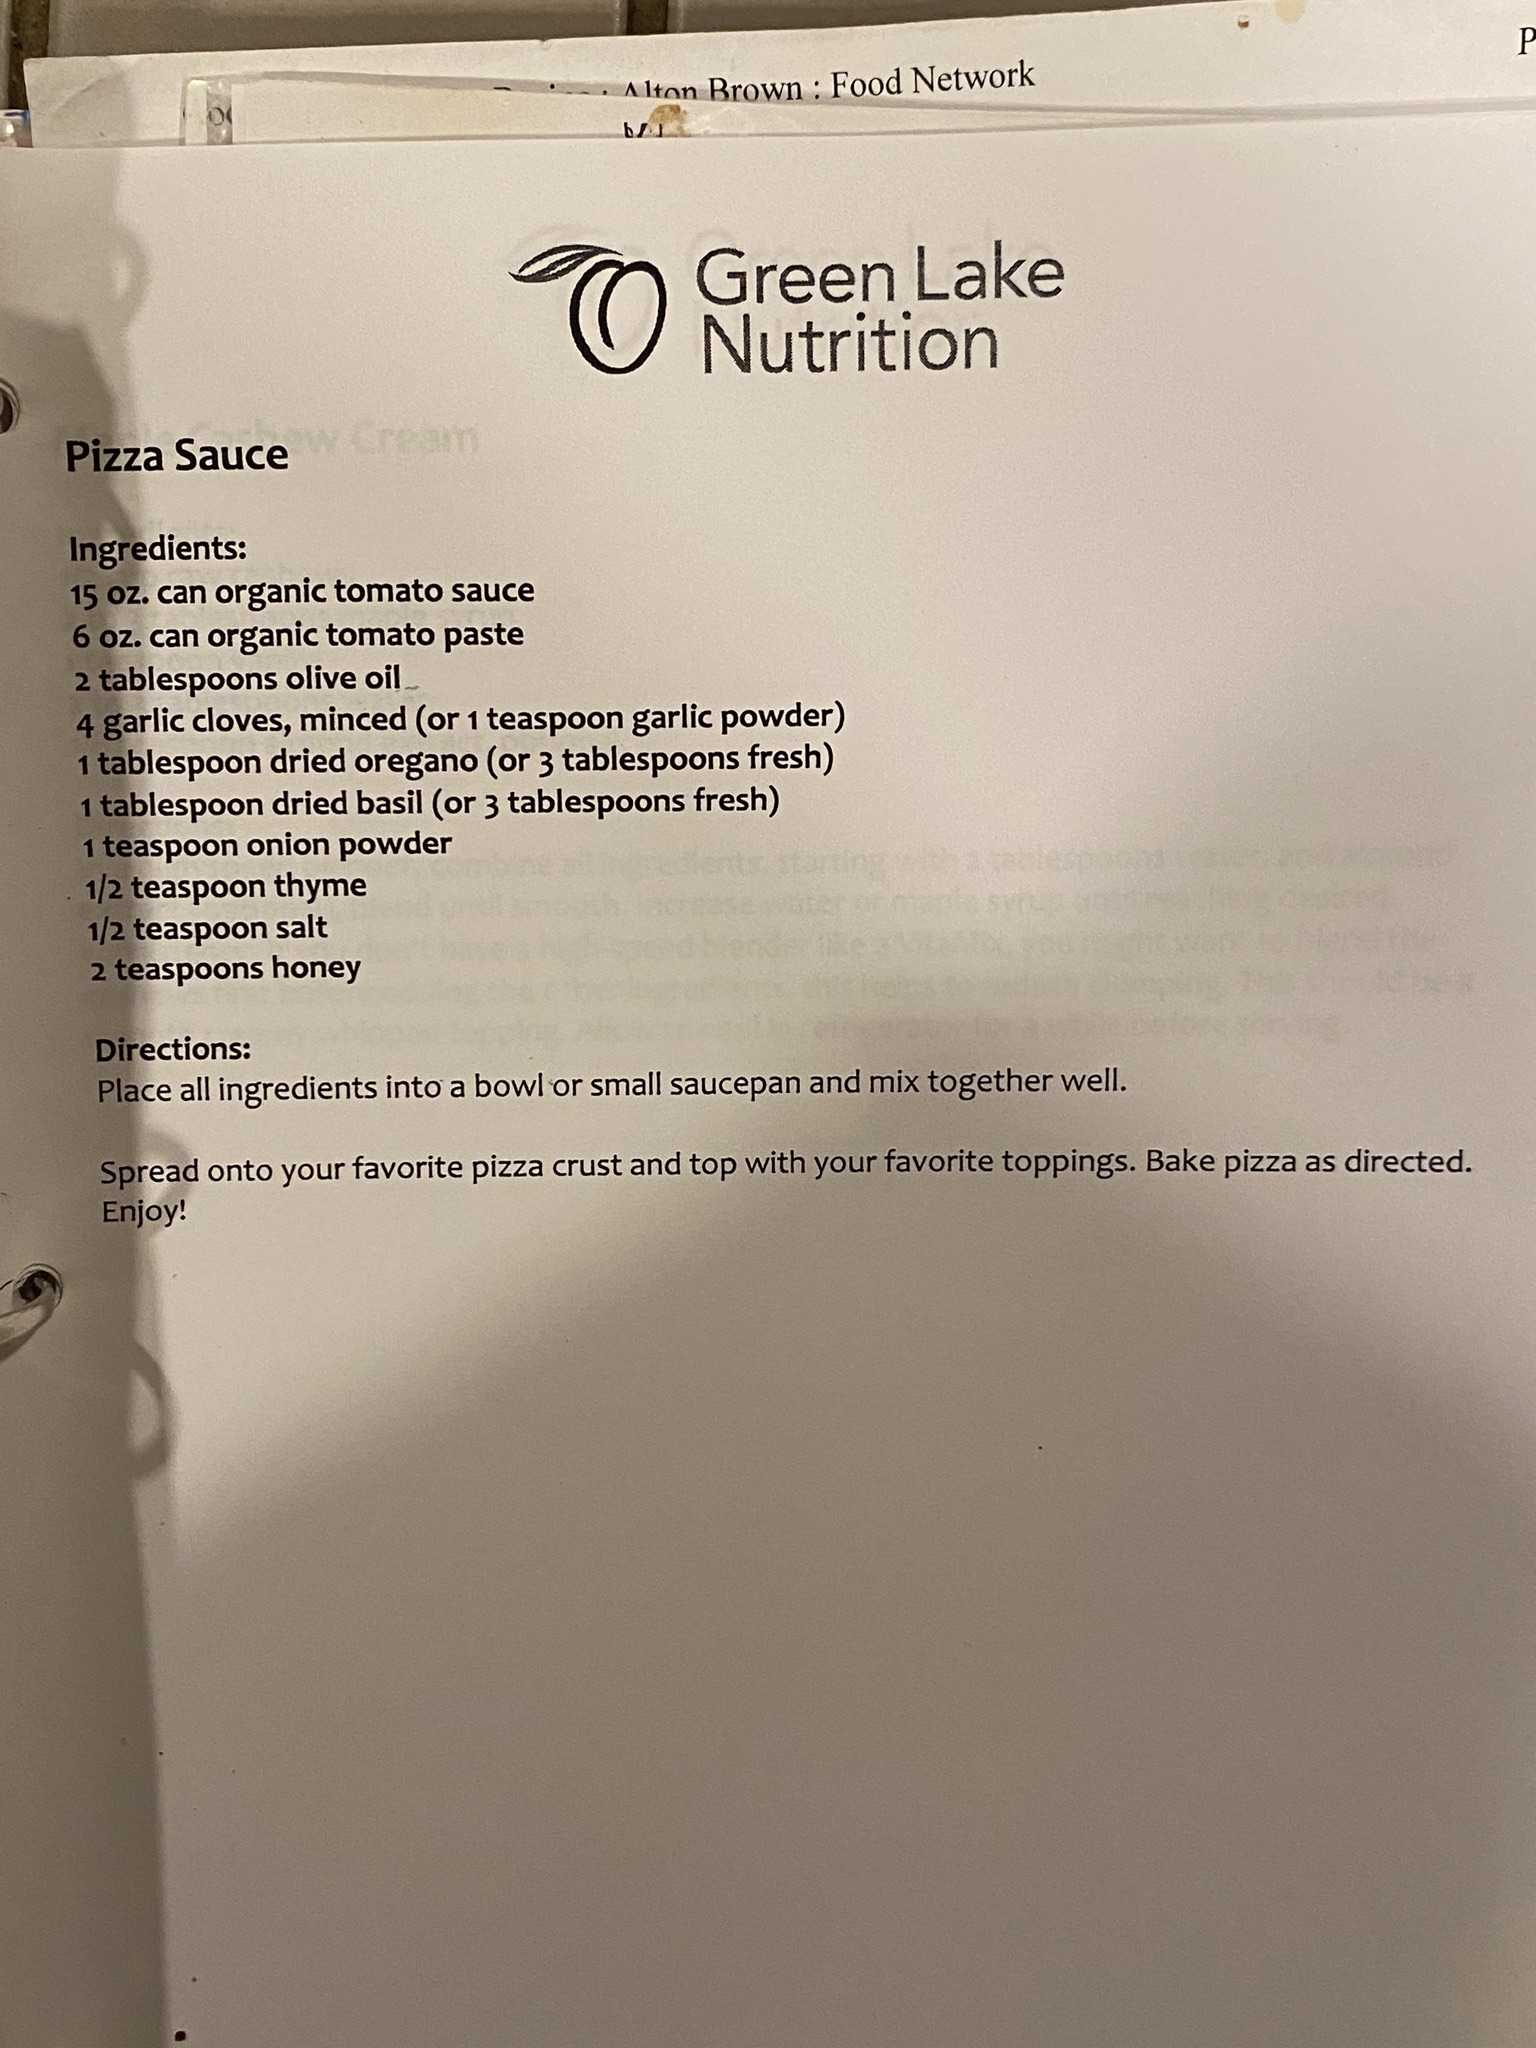 Alton Brown : Food Network
P
Green Lake
Nutrition
Cashew Cream
Pizza Sauce
Ingredients:
15 oz. can organic tomato sauce
6 oz. can organic tomato paste
2 tablespoons olive oil
4 garlic cloves, minced (or 1 teaspoon garlic powder)
1 tablespoon dried oregano (or 3 tablespoons fresh)
1 tablespoon dried basil (or 3 tablespoons fresh)
1 teaspoon onion powder
1/2 teaspoon thyme
1/2 teaspoon salt
2 teaspoons honey
Directions:
Place all ingredients into a bowl or small saucepan and mix together well.
Spread onto your favorite pizza crust and top with your favorite toppings. Bake pizza as directed.
Enjoy!